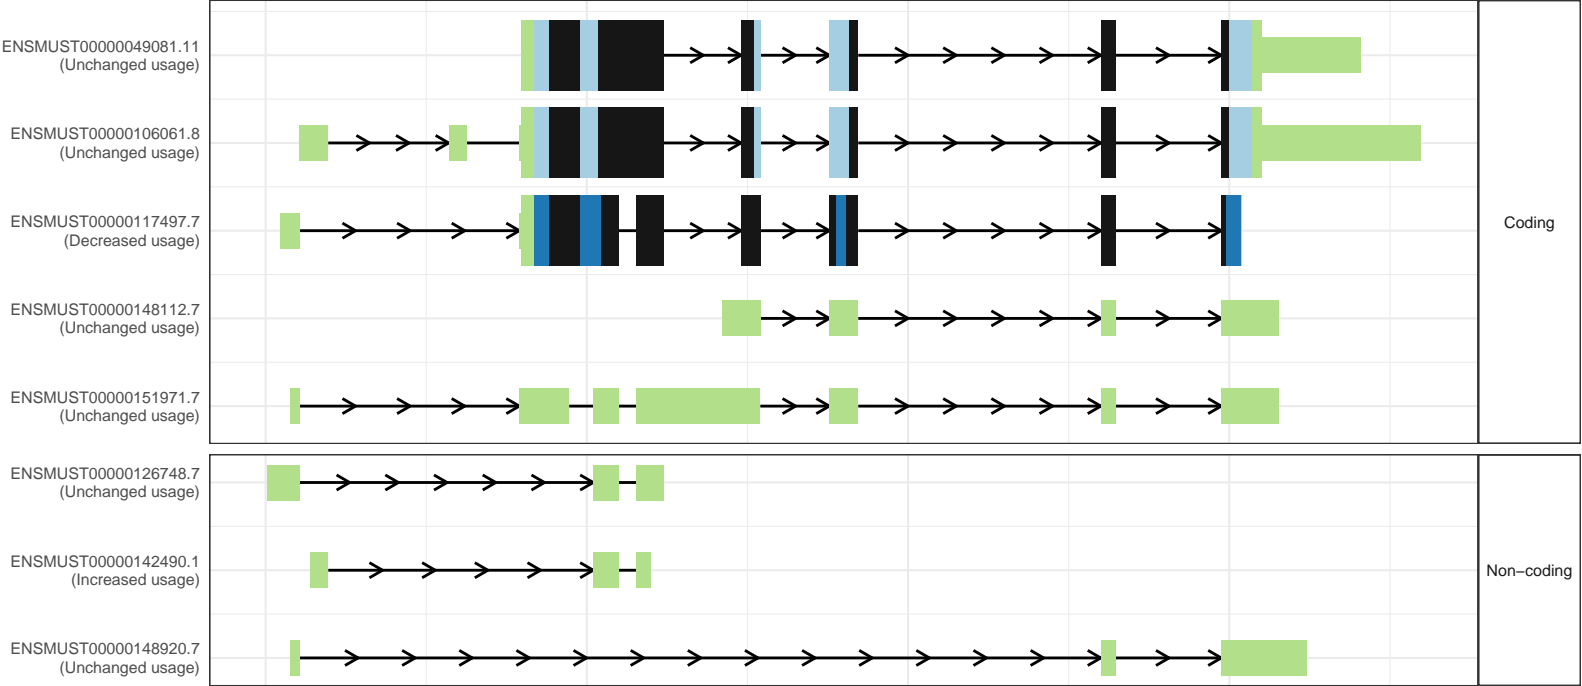 ENSMUST00000049081.11
(Unchanged usage)
ENSMUST00000106061.8
(Unchanged usage)
ENSMUST00000117497.7
(Decreased usage)
ENSMUST00000148112.7
(Unchanged usage)
ENSMUST00000151971.7
(Unchanged usage)
Coding
ENSMUST00000126748.7
(Unchanged usage)
ENSMUST00000142490.1
(Increased usage)
ENSMUST00000148920.7
(Unchanged usage)
Non−coding